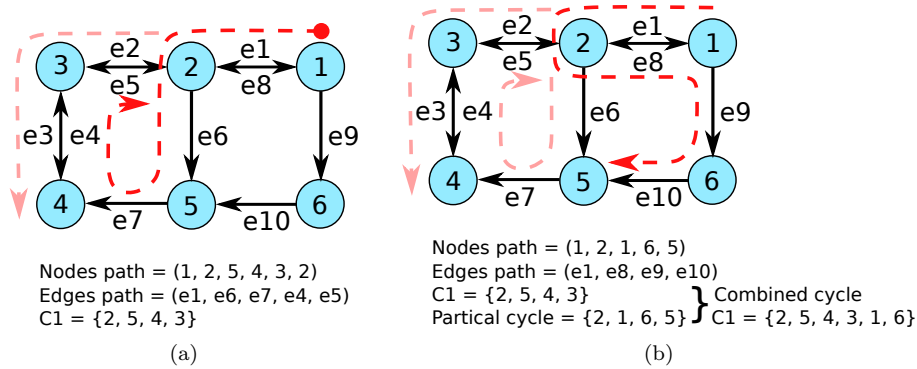 e2 e1
3 2 1
e5 e8
e3 e4 e6 e9
4 5 6
e7 e10
Nodes path = (1, 2, 5, 4, 3, 2)
Edges path = (e1, e6, e7, e4, e5)
C1 = {2, 5, 4, 3}
(a)
e2 e1
3 2 1
e5 e8
e3 e4 e6 e9
4 5 6
e7 e10
Nodes path = (1, 2, 1, 6, 5)
Edges path = (e1, e8, e9, e10)
C1 = {2, 5, 4, 3} } Combined cycle
Partical cycle = {2, 1, 6, 5} C1 = {2, 5, 4, 3, 1, 6}
(b)